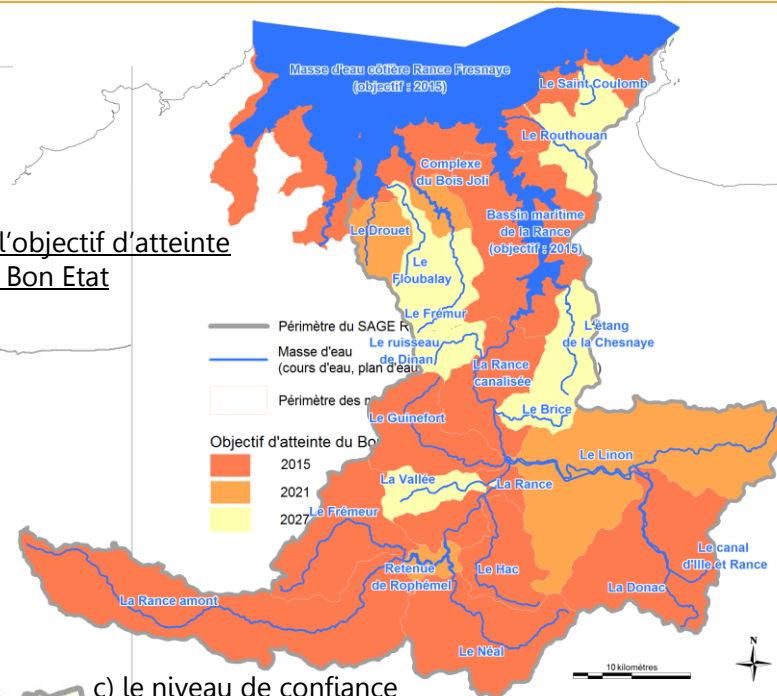 Masse d'eau côtière Rance Fresnaye
(objectif : 2015)
Le Saint Coulomb
Le Routhouan
Complexe
du Bois Joli
Bassin maritime
de la Rance
(objectif : 2015)
l'objectif d'atteinte
Bon Etat
Le Drouet
Le
Floubalay
Le Frémur
Périmètre du SAGE R
Le ruisseau
de Dinan
L'étang
de la Chesnaye
Masse d'eau
(cours d'eau, plan d'eau
)
La Rance
canalisée
Périmètre des m
Le Guinefort
Le Brice
Objectif d'atteinte du Bo
2015
2021
2027
Le Linon
La Vallée
La Rance
Le Frémeur
Le canal
d'Ille et Rance
Retenue
de Rophémel
Le Hac
La Donac
La Rance amont
Le Néal
N
10 kilomètres
c) le niveau de confiance